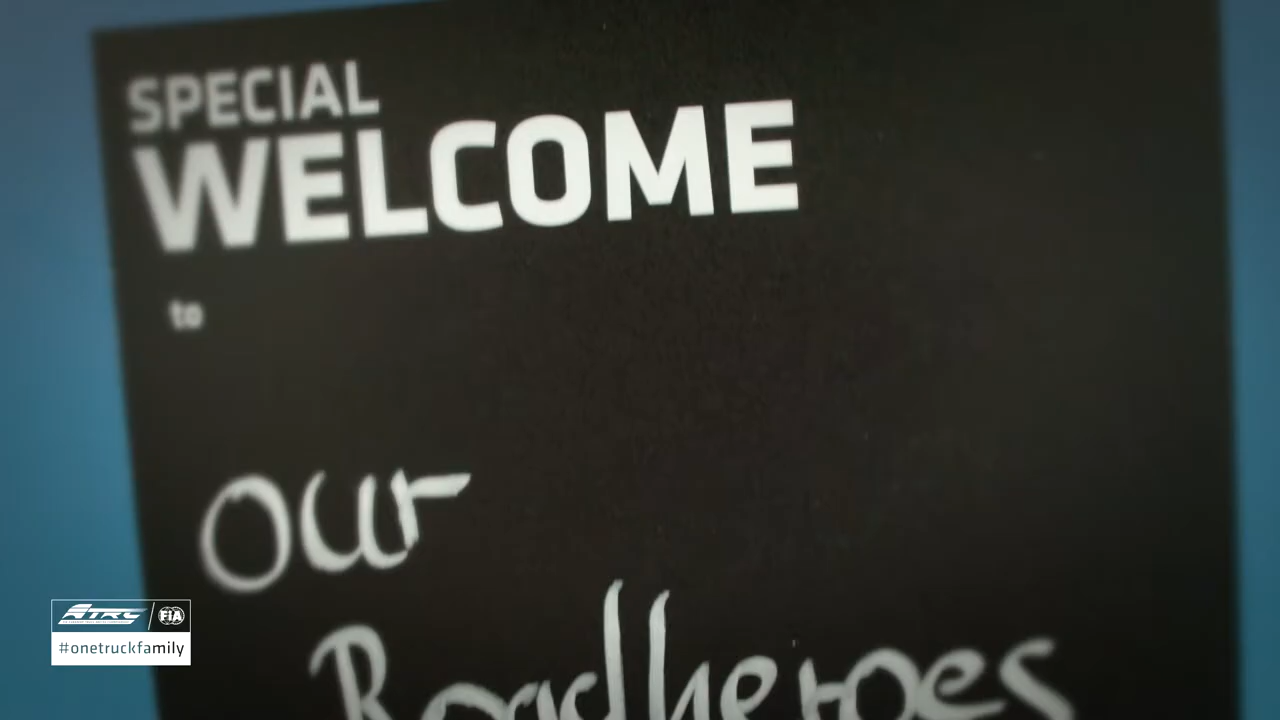 SPECIAL
WELCOME
to
our
Roadheroes
ETRC
FIA
#onetruckfamily